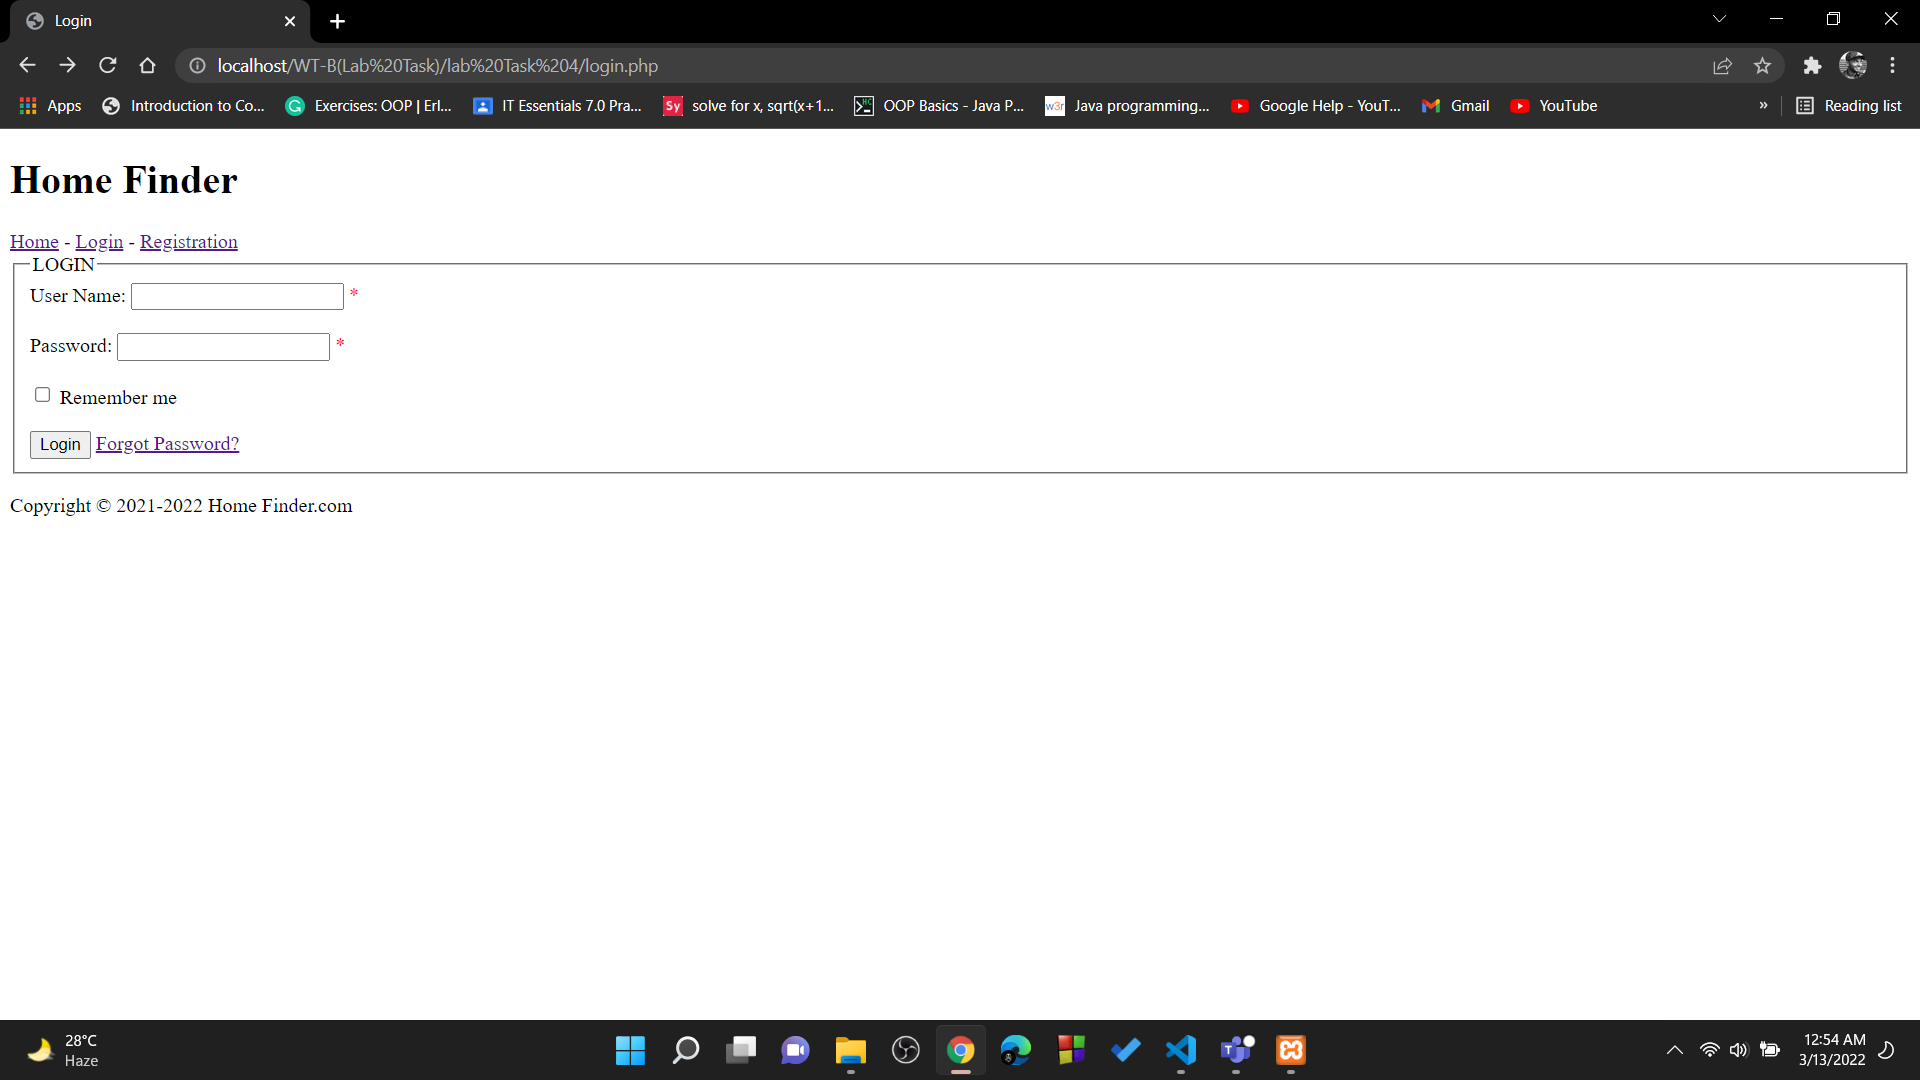 Login
localhost/WT-B(Lab%20Task)/lab%20Task%204/login.php
Apps Introduction to Co... Exercises: OOP | Erl... IT Essentials 7.0 Pra... Sy solve for x, sqrt(x+1... OOP Basics - Java P... w3r Java programming... Google Help - YouT... Gmail YouTube » Reading list
Home Finder
Home - Login - Registration
LOGIN
User Name: *
Password: *
Remember me
Login Forgot Password?
Copyright © 2021-2022 Home Finder.com
28°C
Haze
12:54 AM
3/13/2022